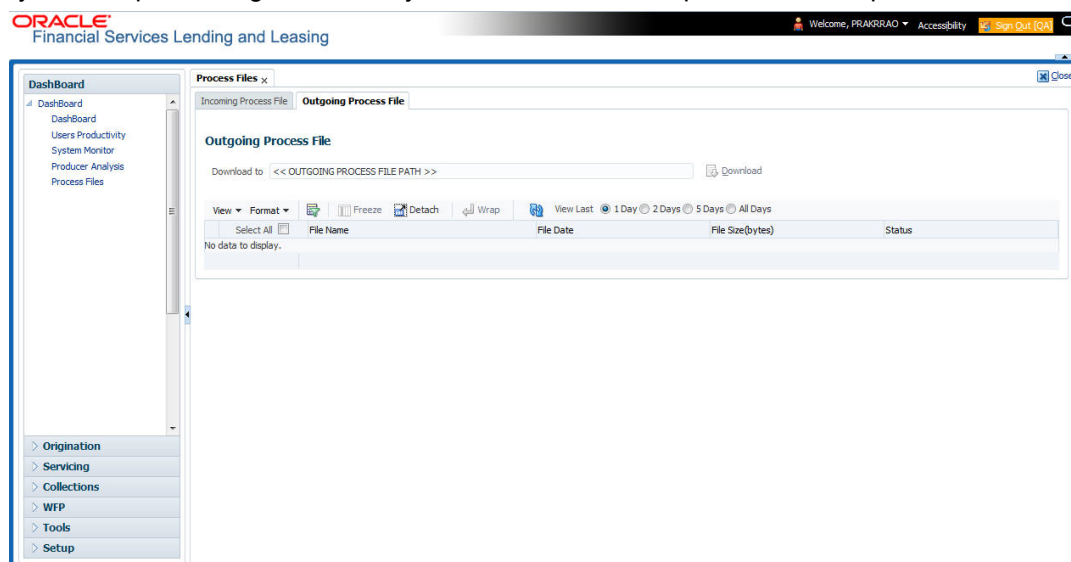 ORACLE
Financial Services Lending and Leasing
Welcome, PRAKRRAO Accessibility Sign Out [QA]
DashBoard
DashBoard
DashBoard
Users Productivity
System Monitor
Producer Analysis
Process Files
Origination
Servicing
Collections
WFP
Tools
Setup
Process Files x
Close
Incoming Process File Outgoing Process File
Outgoing Process File
Download to << OUTGOING PROCESS FILE PATH >> Download
View Format Freeze Detach Wrap View Last 1 Day 2 Days 5 Days All Days
Select All File Name File Date File Size(bytes) Status
No data to display.